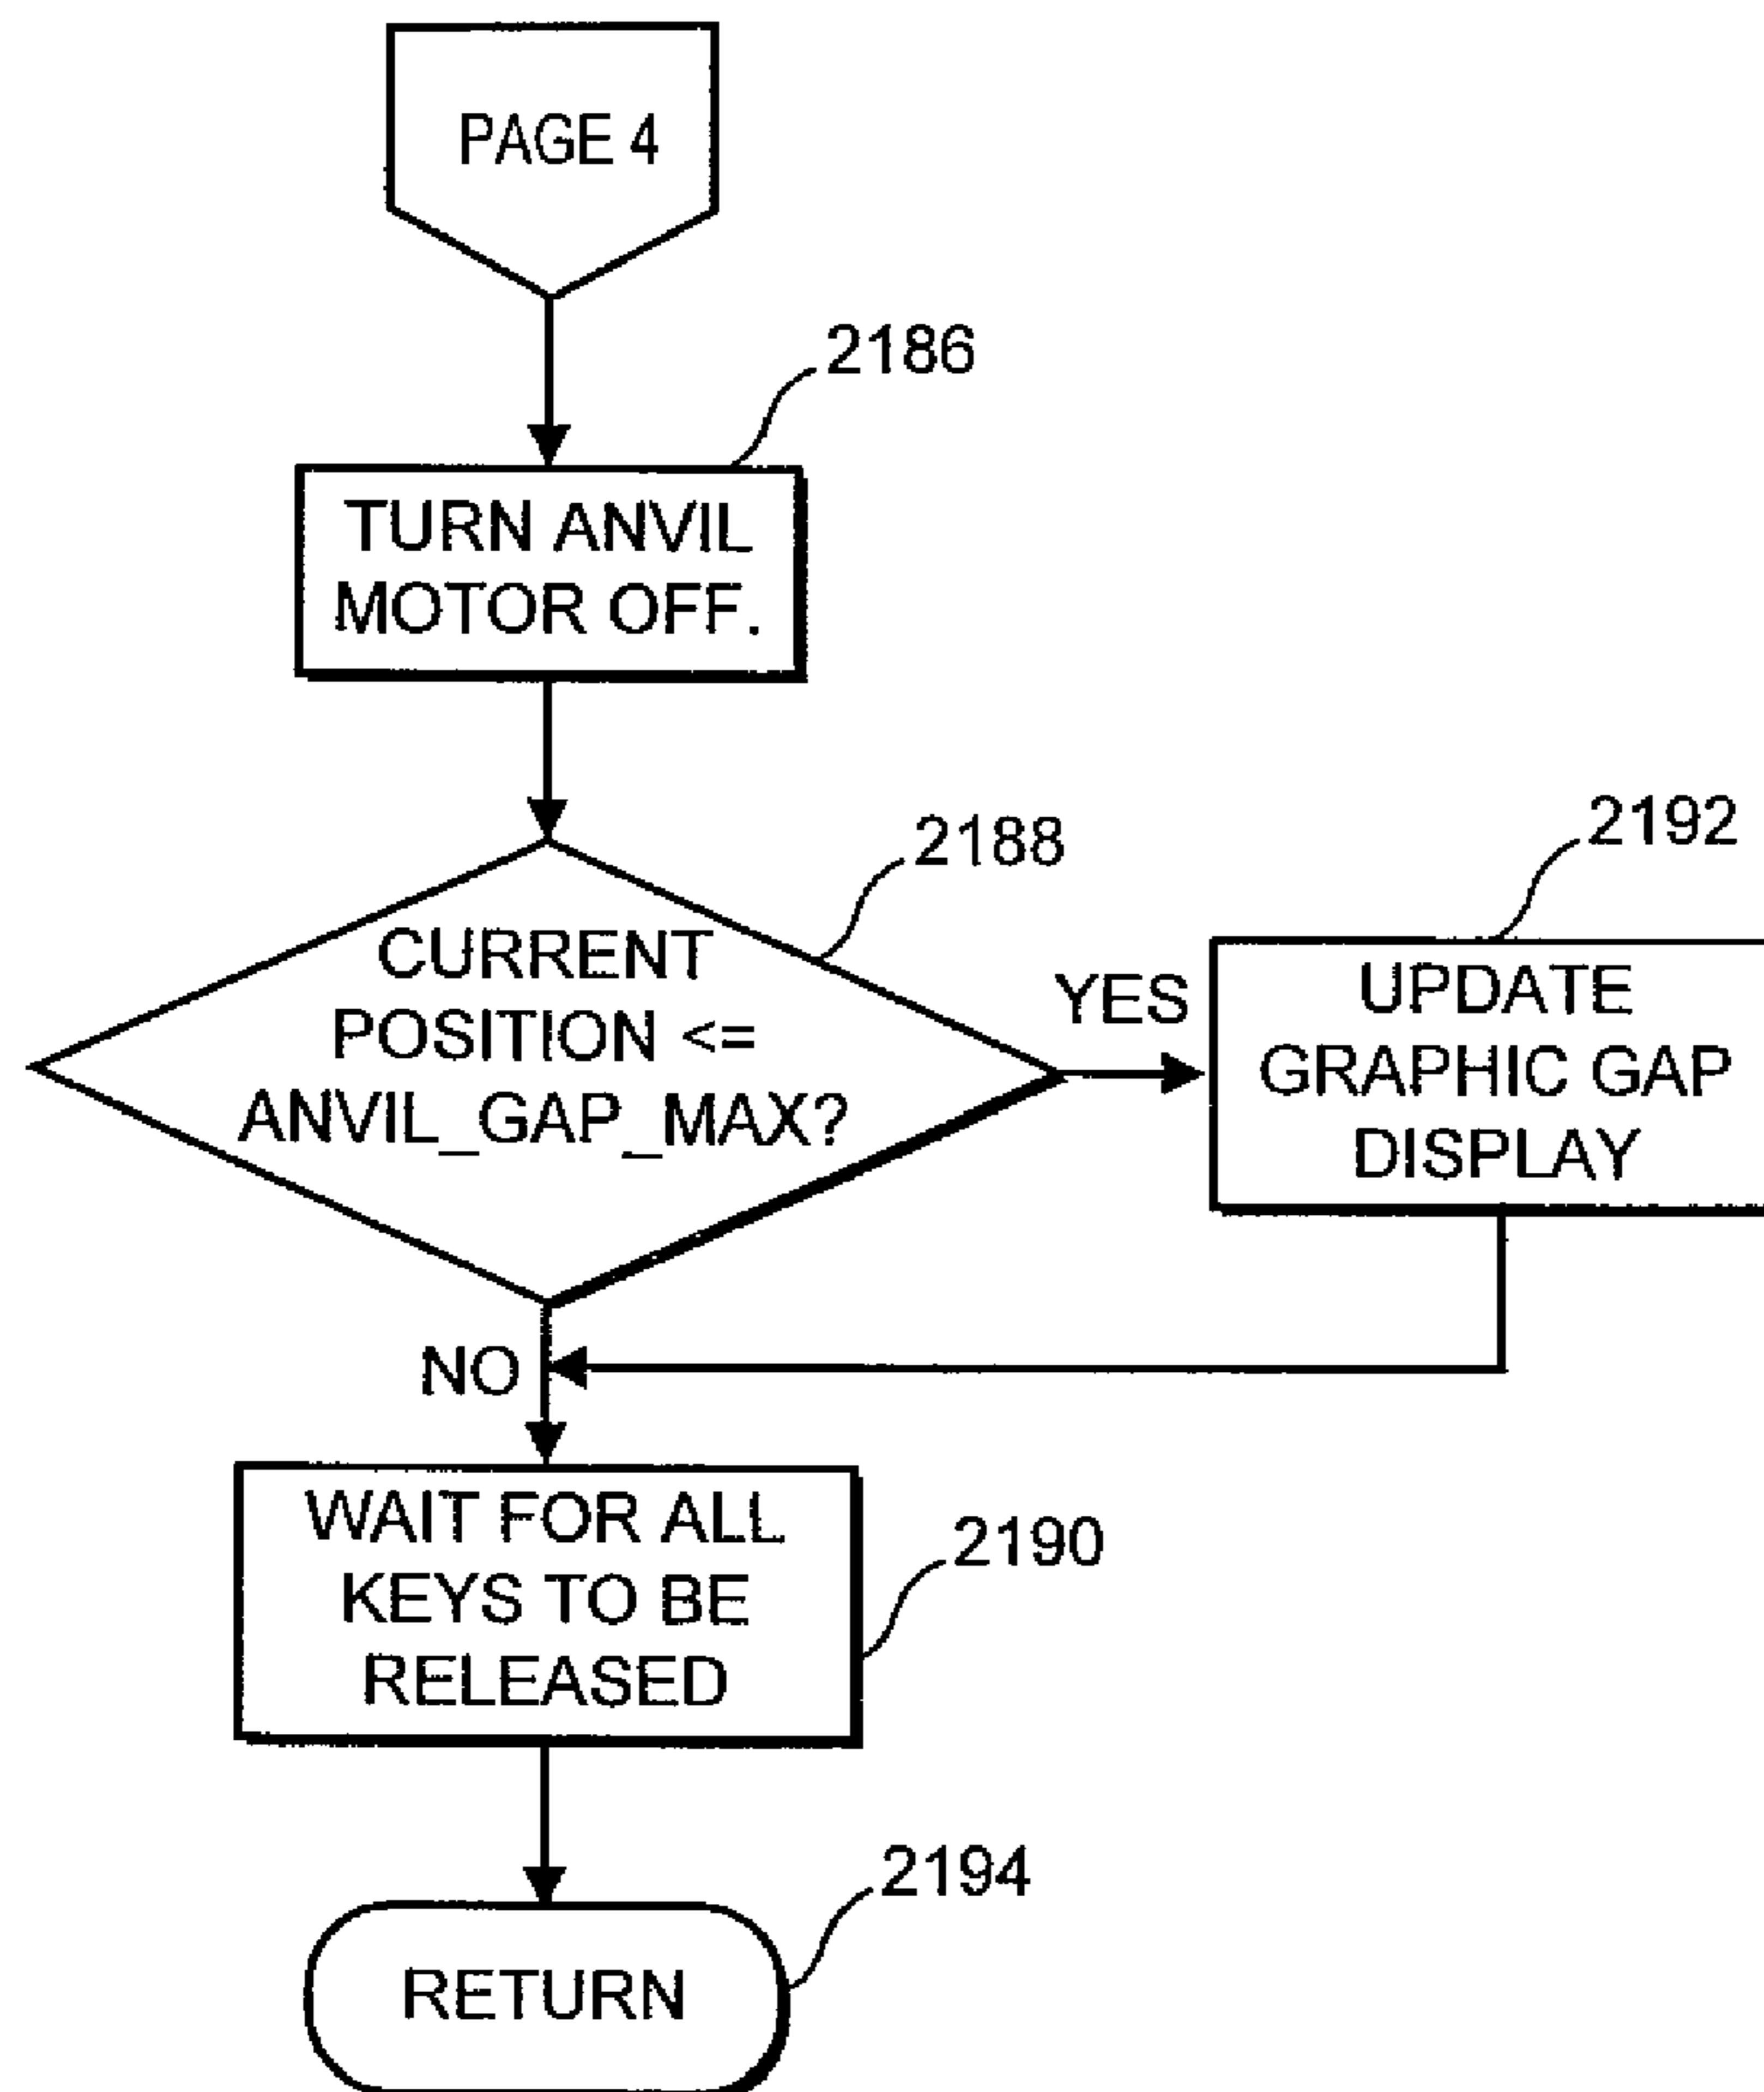 PAGE 4
2186
TURN ANVIL
MOTOR OFF.
2188
CURRENT
POSITION <=
ANVIL_GAP_MAX?
YES
2192
UPDATE
GRAPHIC GAP
DISPLAY
NO
WAIT FOR ALL
KEYS TO BE
RELEASED
2190
2194
RETURN